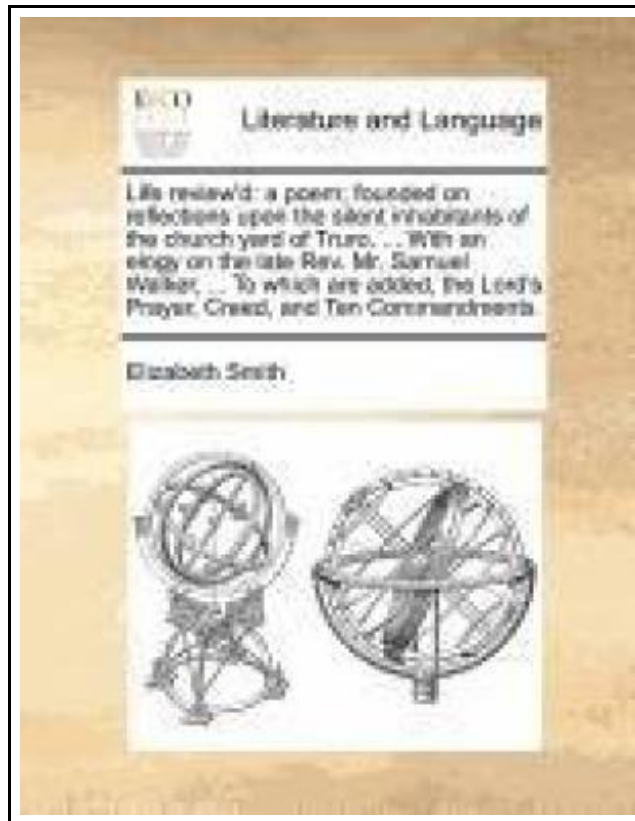 ECCO
Literature and Language
Life review'd: a poem; founded on
reflections upon the silent inhabitants of
the church yard of Truro, ... With an
elegy on the late Rev. Mr. Samuel
Walker, ... To which are added, the Lord's
Prayer, Creed, and Ten Commandments.
Elizabeth Smith